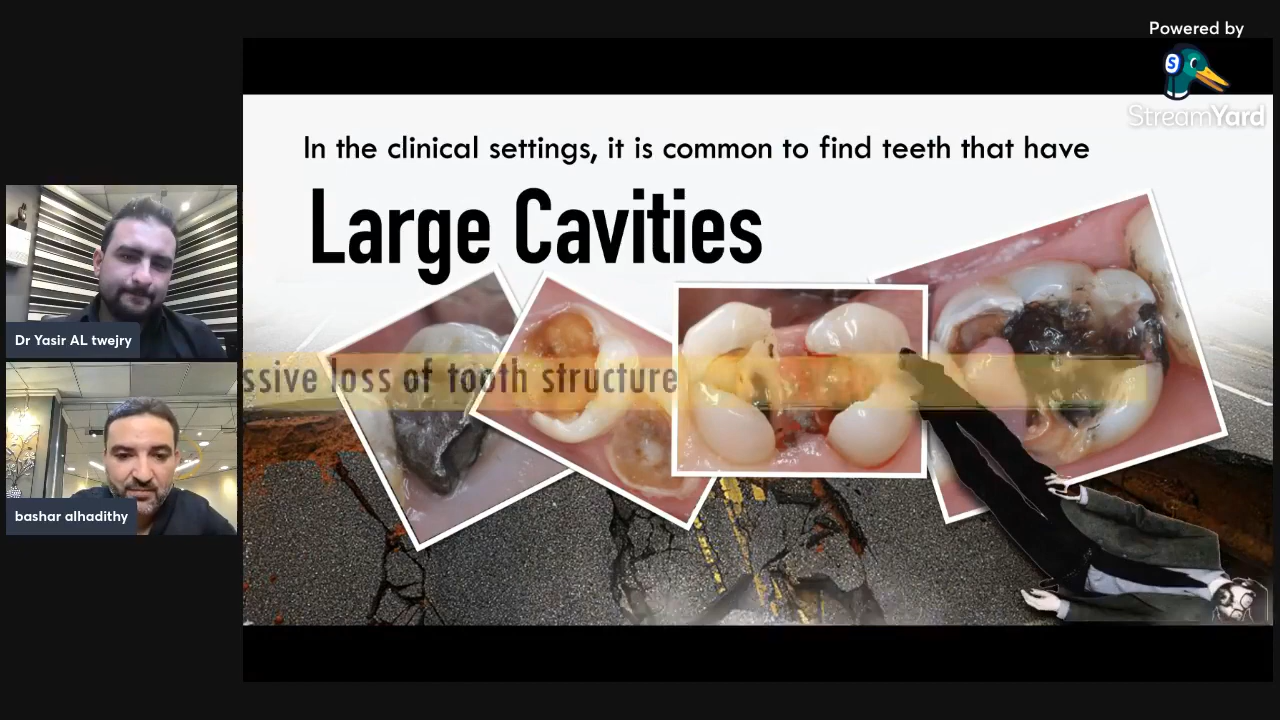 Powered by
S
StreamYard
In the clinical settings, it is common to find teeth that have
Large Cavities
ssive loss of tooth structure
Dr Yasir AL twejry
bashar alhadithy